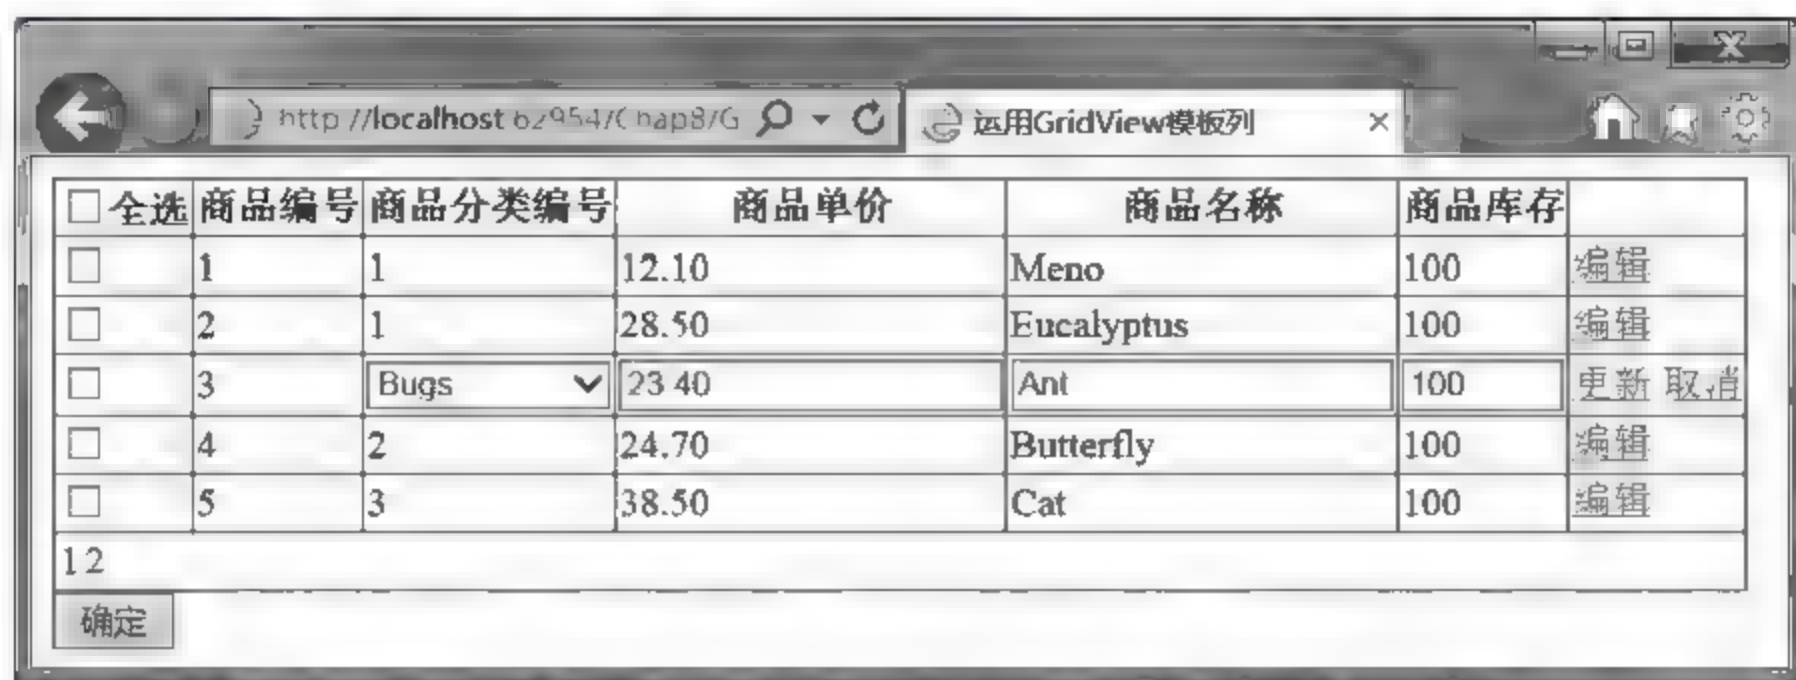 http://localhost:62954/Chap8/G 运用GridView模板列
全选 商品编号 商品分类编号 商品单价 商品名称 商品库存
1 1 12.10 Meno 100 编辑
2 1 28.50 Eucalyptus 100 编辑
3 Bugs 23.40 Ant 100 更新 取消
4 2 24.70 Butterfly 100 编辑
5 3 38.50 Cat 100 编辑
1 2
确定